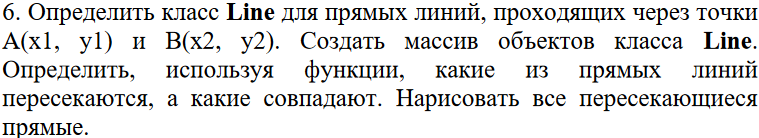 6. Определить класс Line для прямых линий, проходящих через точки
A(x1, y1) и B(x2, y2). Создать массив объектов класса Line.
Определить, используя функции, какие из прямых линий
пересекаются, а какие совпадают. Нарисовать все пересекающиеся
прямые.